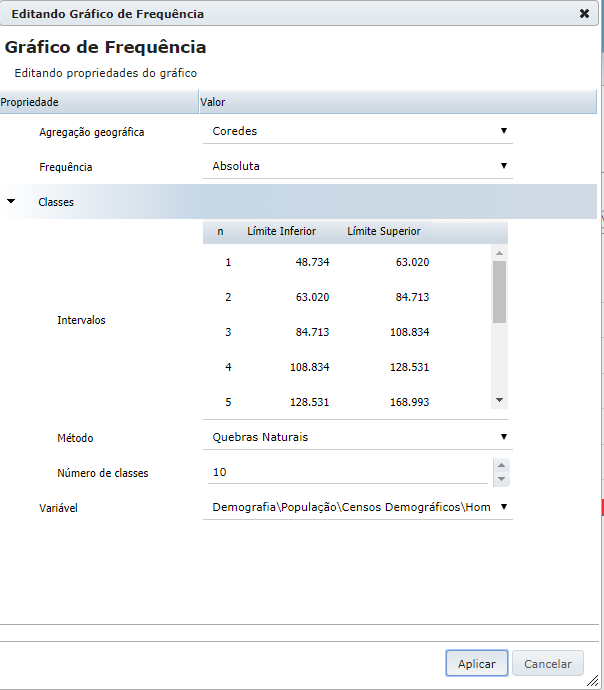 Editando Gráfico de Frequência
Gráfico de Frequência
Editando propriedades do gráfico
Propriedade Valor
Agregação geográfica Coredes
Frequência Absoluta
Classes
n Límite Inferior Límite Superior
1 48.734 63.020
2 63.020 84.713
Intervalos
3 84.713 108.834
4 108.834 128.531
5 128.531 168.993
Método Quebras Naturais
Número de classes 10
Variável Demografia\População\Censos Demográficos\Hom
Aplicar Cancelar